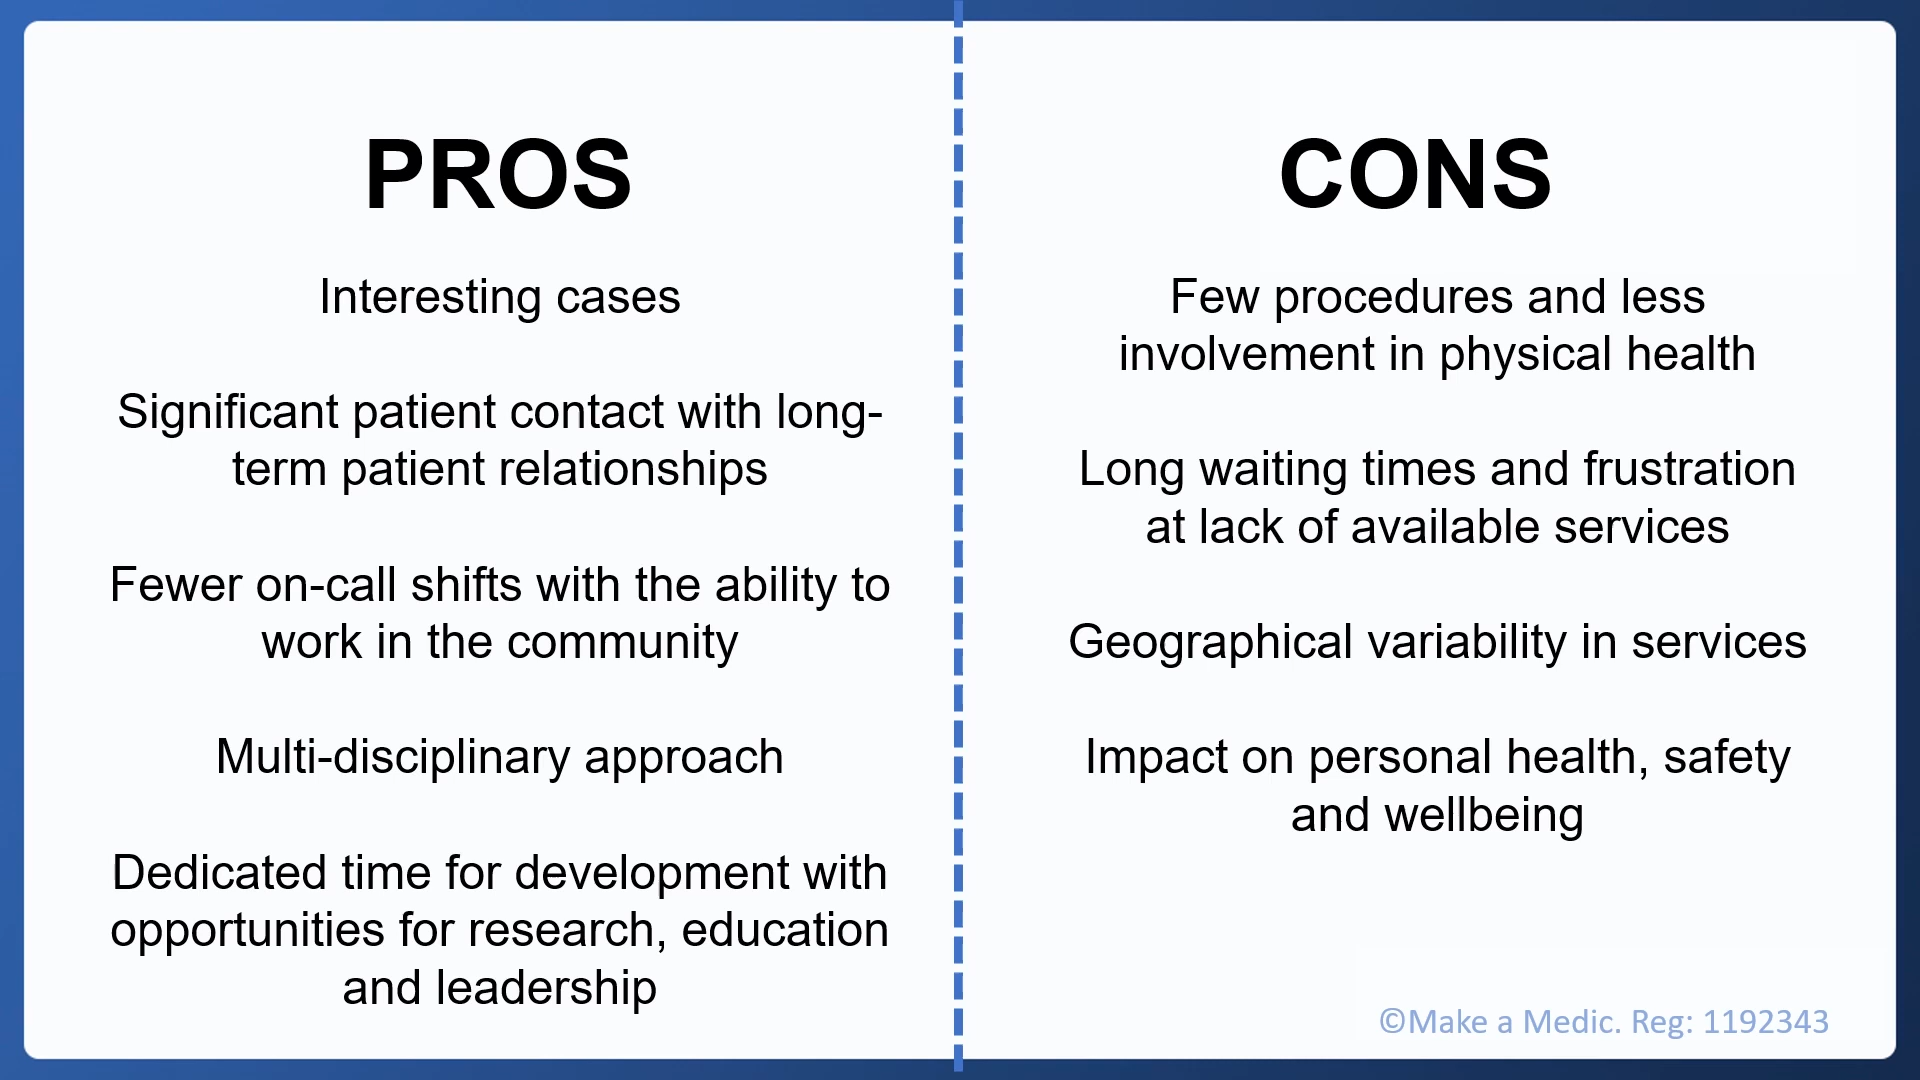 PROS
Interesting cases
Significant patient contact with long-
term patient relationships
Fewer on-call shifts with the ability to
work in the community
Multi-disciplinary approach
Dedicated time for development with
opportunities for research, education
and leadership
CONS
Few procedures and less
involvement in physical health
Long waiting times and frustration
at lack of available services
Geographical variability in services
Impact on personal health, safety
and wellbeing
©Make a Medic. Reg: 1192343